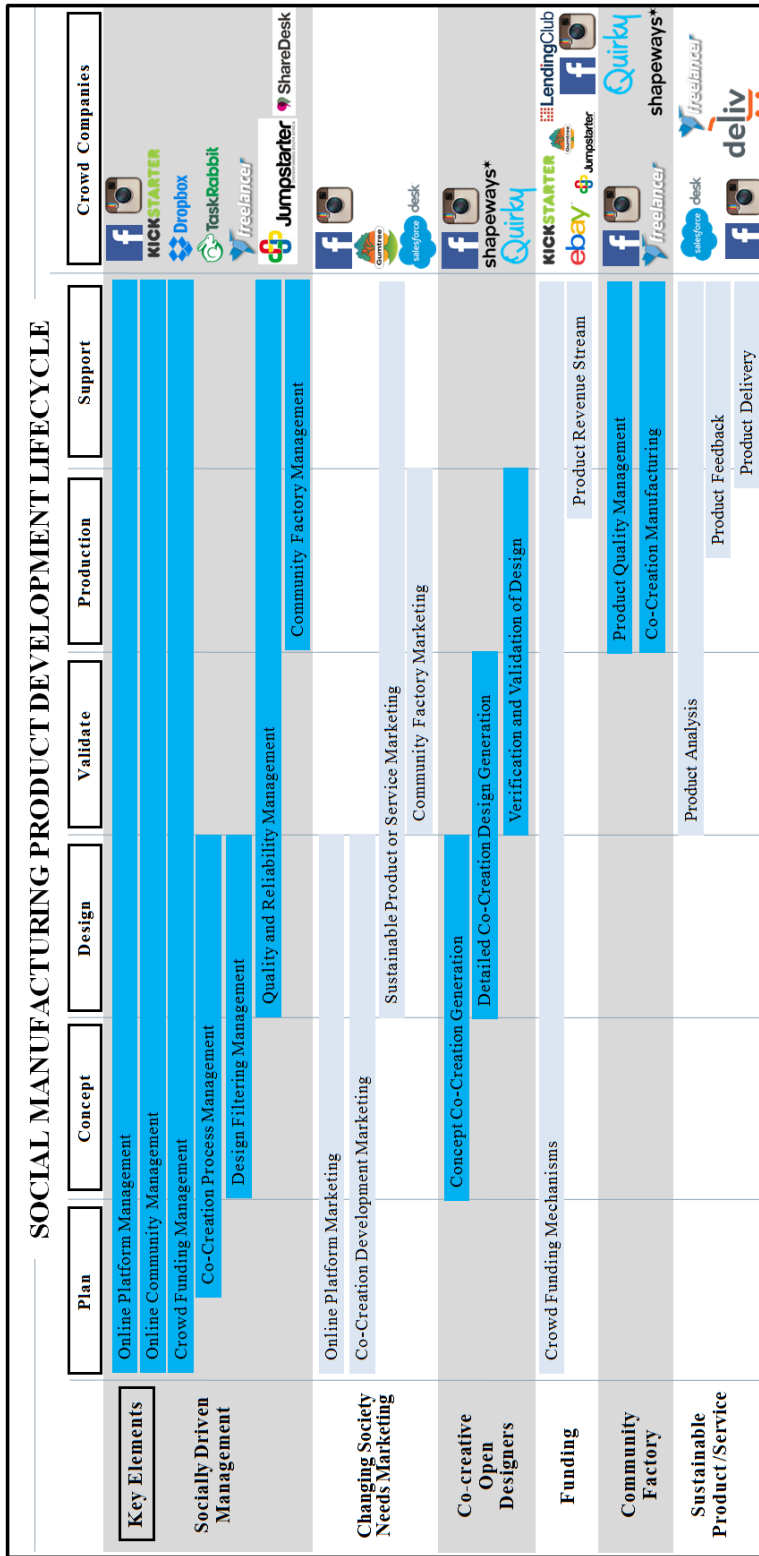 SOCIAL MANUFACTURING PRODUCT DEVELOPMENT LIFECYCLE
Plan
Concept
Design
Validate
Production
Support
Crowd Companies
Key Elements
Socially Driven
Management
Online Platform Management
Online Community Management
Crowd Funding Management
Co-Creation Process Management
Design Filtering Management
Quality and Reliability Management
Community Factory Management
f
KICKSTARTER
Dropbox
TaskRabbit
freelancer
Jumpstarter
ShareDesk
Changing Society
Needs Marketing
Online Platform Marketing
Co-Creation Development Marketing
Sustainable Product or Service Marketing
Community Factory Marketing
f
Gumtree
salesforce desk
Co-creative
Open
Designers
Concept Co-Creation Generation
Detailed Co-Creation Design Generation
Verification and Validation of Design
f
shapeways*
Quirky
Funding
Crowd Funding Mechanisms
Product Revenue Stream
KICKSTARTER
LendingClub
ebay
Jumpstarter
Gumtree
f
Community
Factory
Product Quality Management
Co-Creation Manufacturing
f
Quirky
freelancer
shapeways*
Sustainable
Product /Service
Product Analysis
Product Feedback
Product Delivery
salesforce desk
freelancer
f
deliv